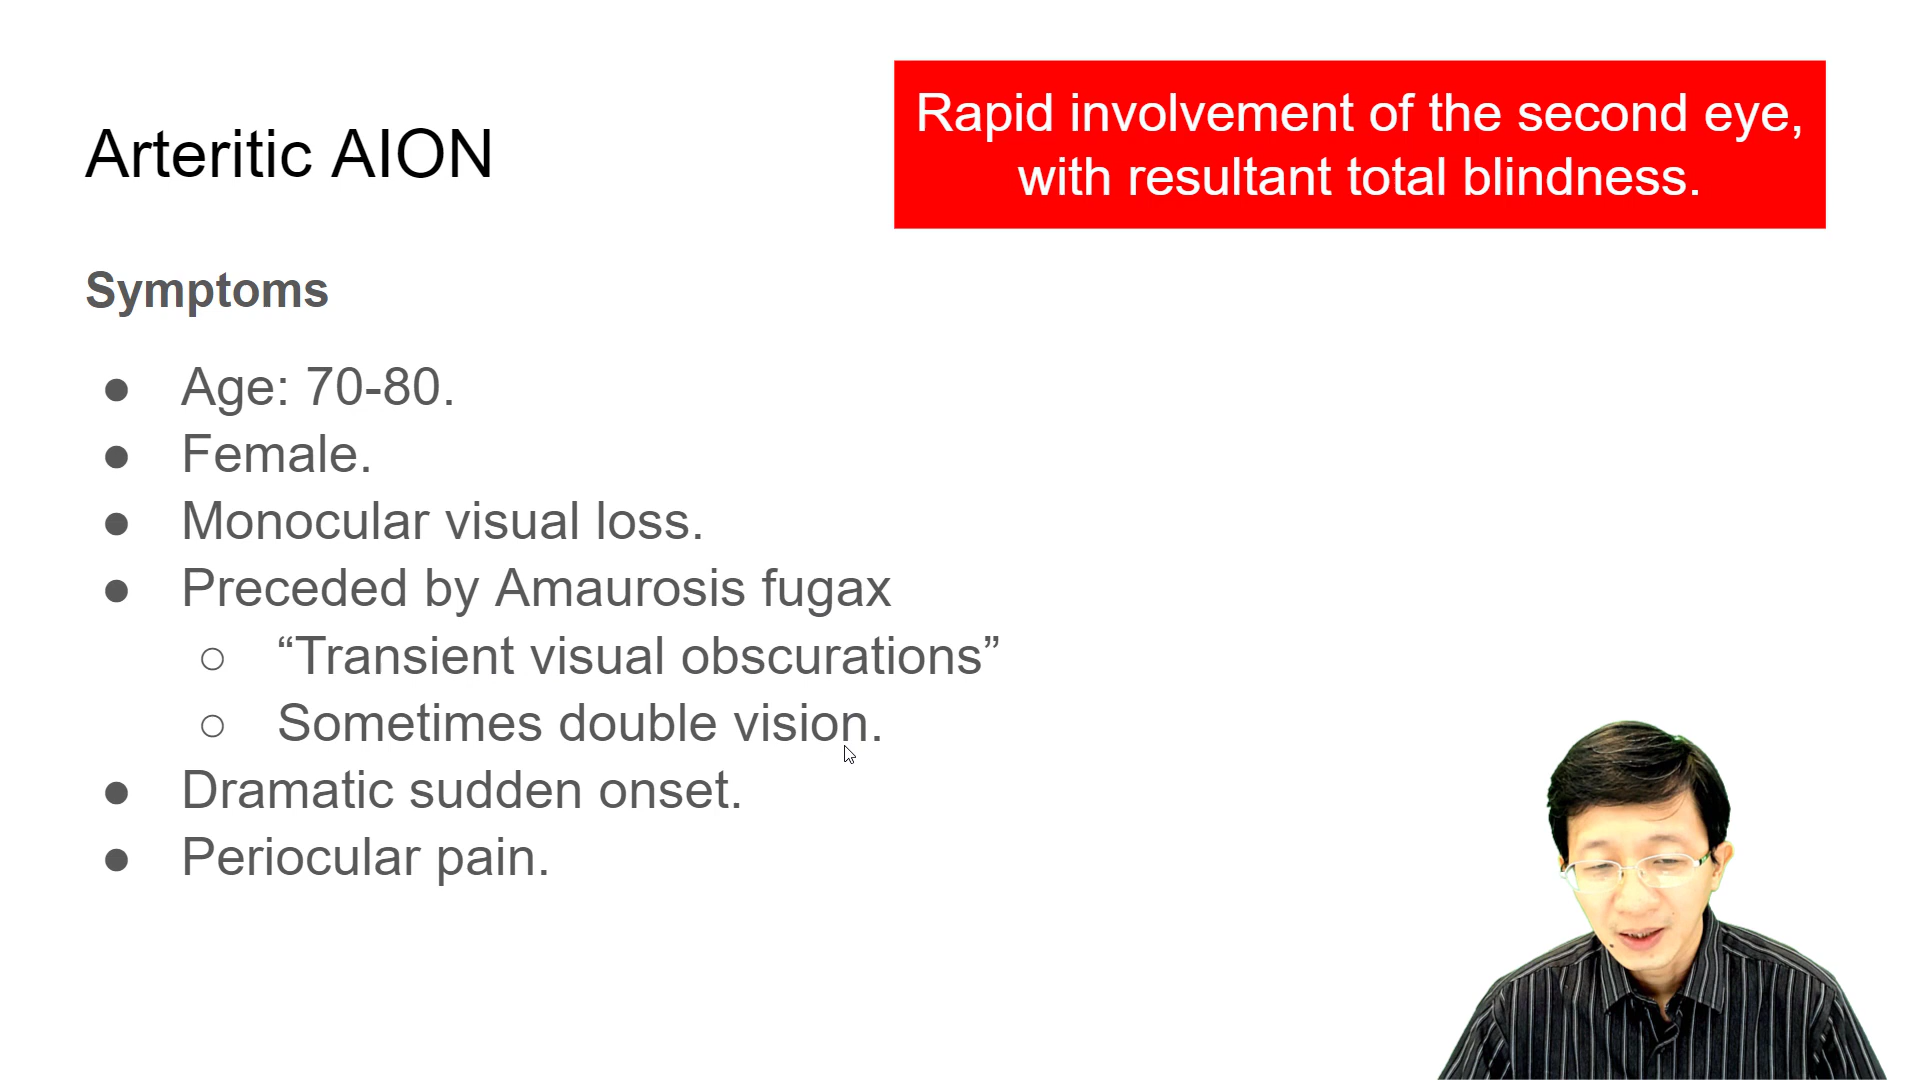 Arteritic AION
Rapid involvement of the second eye,
with resultant total blindness.
Symptoms
● Age: 70-80.
● Female.
● Monocular visual loss.
● Preceded by Amaurosis fugax
○ “Transient visual obscurations”
○ Sometimes double vision.
● Dramatic sudden onset.
● Periocular pain.